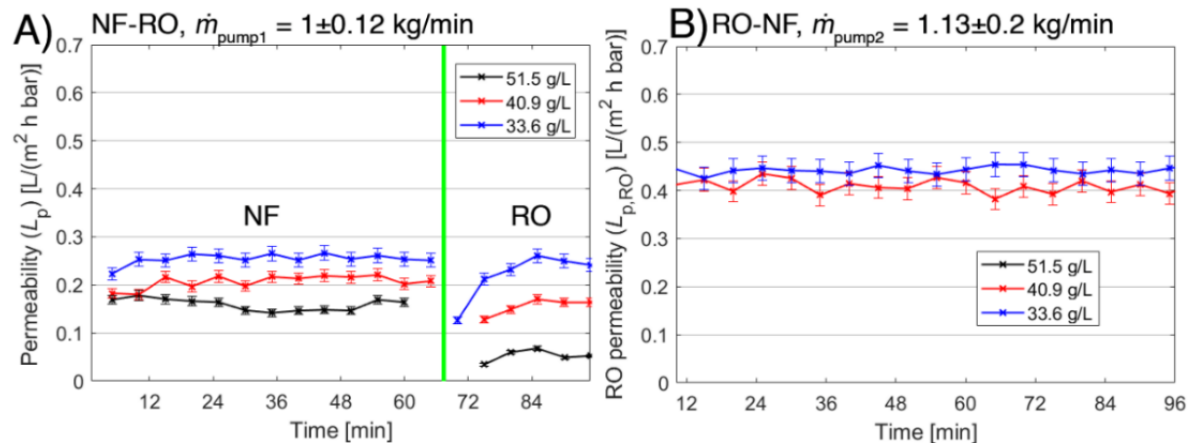 A) NF-RO, ṁpump1 = 1±0.12 kg/min
Permeability (Lp) [L/(m2 h bar)]
0.7
0.6
0.5
0.4
0.3
0.2
0.1
0
51.5 g/L
40.9 g/L
33.6 g/L
NF
RO
12 24 36 48 60 72 84
Time [min]
B) RO-NF, ṁpump2 = 1.13±0.2 kg/min
RO permeability (Lp,RO) [L/(m2 h bar)]
0.7
0.6
0.5
0.4
0.3
0.2
0.1
0
51.5 g/L
40.9 g/L
33.6 g/L
12 24 36 48 60 72 84 96
Time [min]